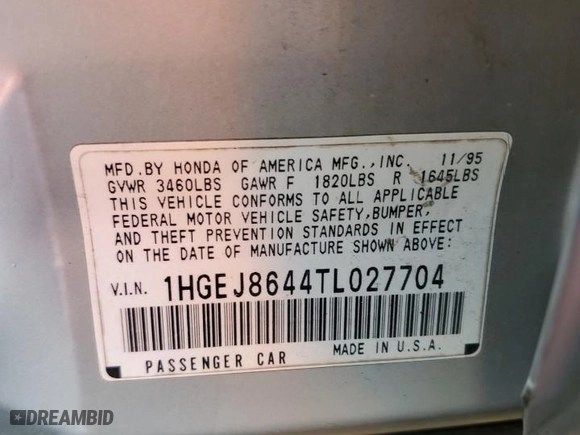 MFD.BY HONDA OF AMERICA MFG.,INC. 11/95
GVWR 3460LBS GAWR F 1820LBS R 1645LBS
THIS VEHICLE CONFORMS TO ALL APPLICABLE
FEDERAL MOTOR VEHICLE SAFETY,BUMPER,
AND THEFT PREVENTION STANDARDS IN EFFECT
ON THE DATE OF MANUFACTURE SHOWN ABOVE:
V.I.N. 1HGEJ8644TL027704
PASSENGER CAR MADE IN U.S.A.
DREAMBID